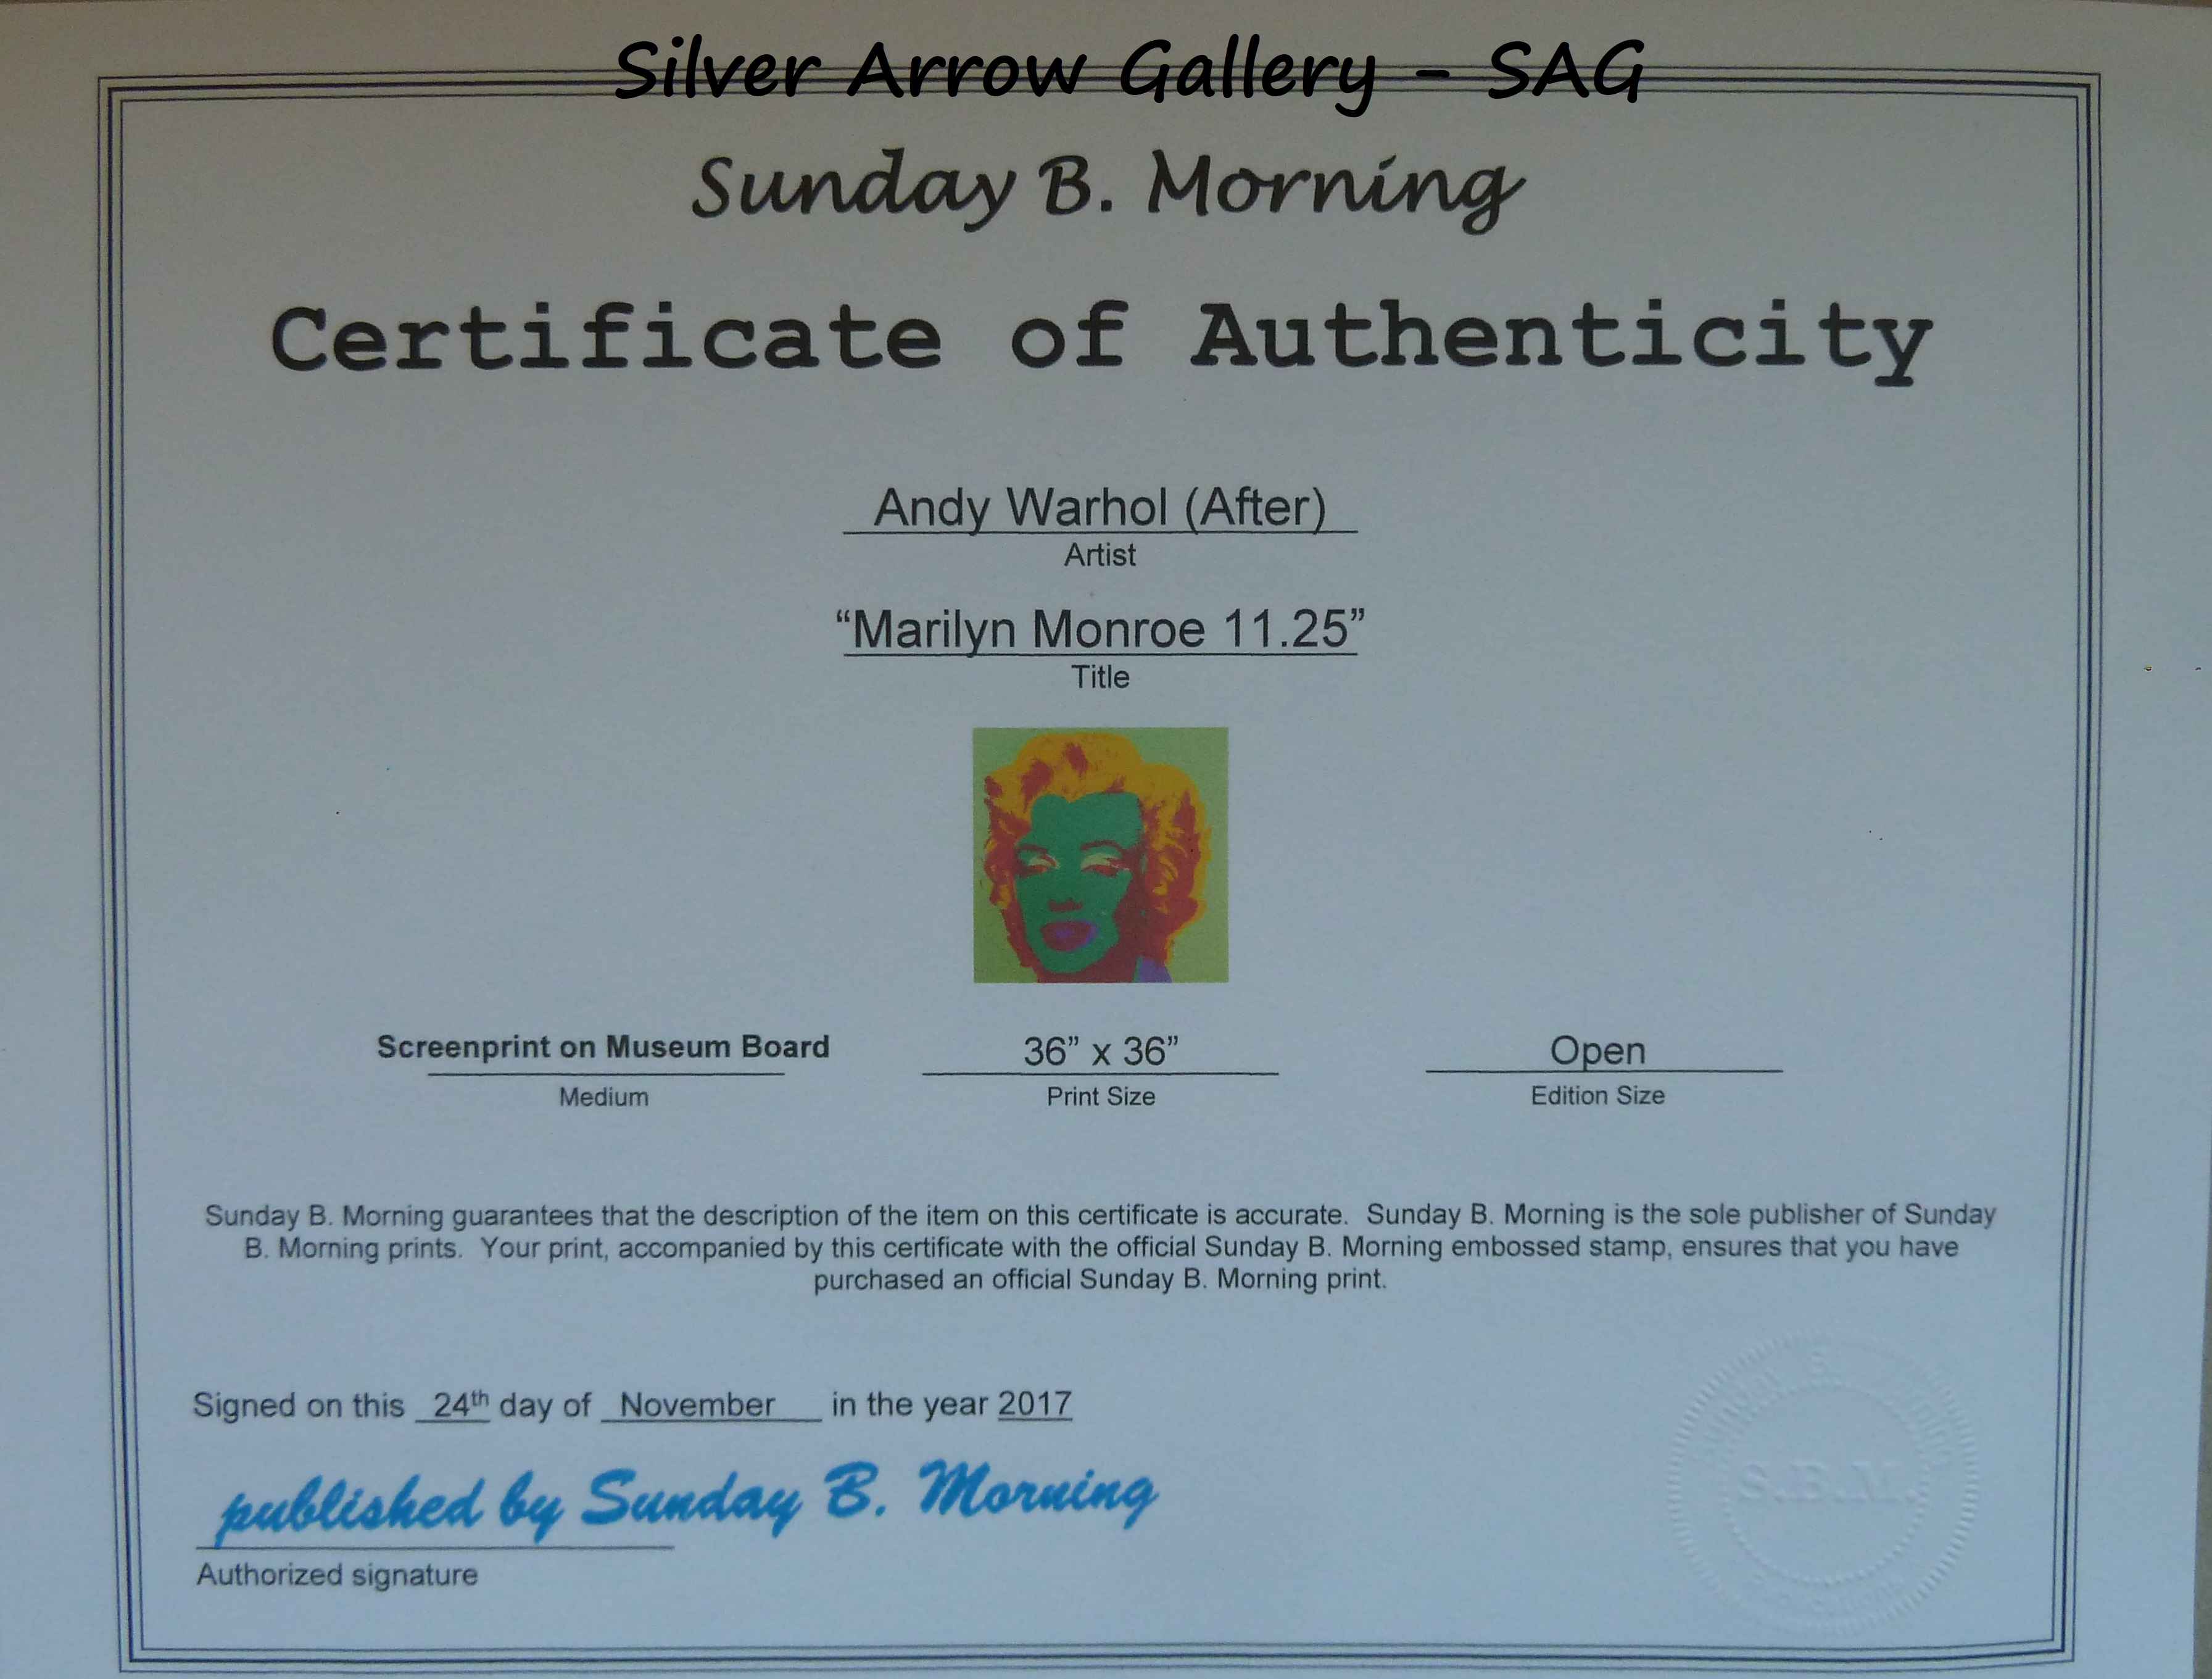 Silver Arrow Gallery - SAG
Sunday B. Morning
Certificate of Authenticity
Andy Warhol (After)
Artist
“Marilyn Monroe 11.25”
Title
Screenprint on Museum Board 36” x 36” Open
Medium Print Size Edition Size
Sunday B. Morning guarantees that the description of the item on this certificate is accurate. Sunday B. Morning is the sole publisher of Sunday
B. Morning prints. Your print, accompanied by this certificate with the official Sunday B. Morning embossed stamp, ensures that you have
purchased an official Sunday B. Morning print.
Signed on this 24th day of November in the year 2017
published by Sunday B. Morning
Authorized signature
S.B.M.